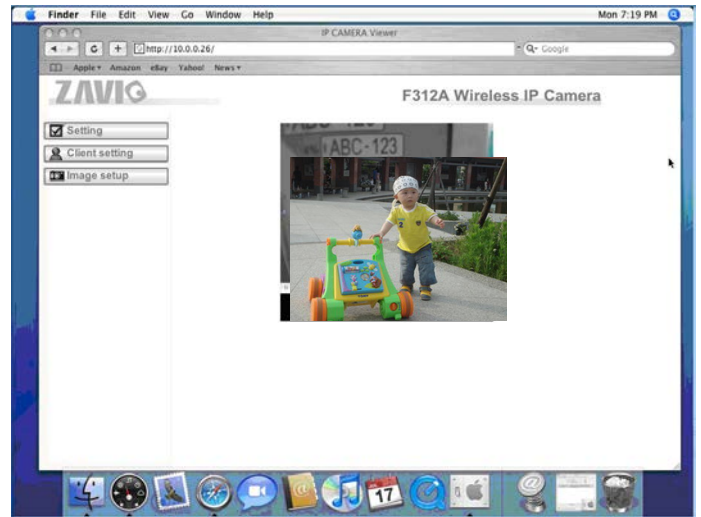 Finder File Edit View Go Window Help Mon 7:19 PM
IP CAMERA Viewer
http://10.0.0.26/ Google
Apple Amazon eBay Yahoo! News
ZAVIO F312A Wireless IP Camera
Setting
Client setting
Image setup
ABC-123
17